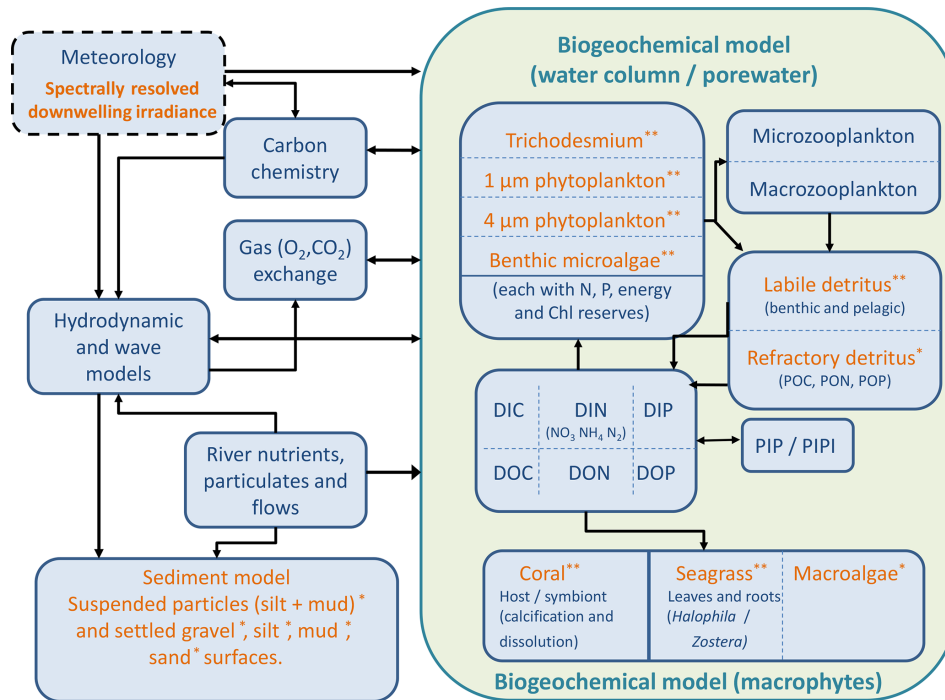 Meteorology
Spectrally resolved
downwelling irradiance
Carbon
chemistry
Gas (O₂,CO₂)
exchange
Hydrodynamic
and wave
models
River nutrients,
particulates and
flows
Sediment model
Suspended particles (silt + mud)*
and settled gravel*, silt*, mud*,
sand* surfaces.
Biogeochemical model
(water column / porewater)
Trichodesmium**
1 µm phytoplankton**
4 µm phytoplankton**
Benthic microalgae**
(each with N, P, energy
and Chl reserves)
Microzooplankton
Macrozooplankton
Labile detritus**
(benthic and pelagic)
Refractory detritus*
(POC, PON, POP)
DIC DIN DIP
(NO₃ NH₄ N₂)
DOC DON DOP
PIP / PIPI
Coral**
Host / symbiont
(calcification and
dissolution)
Seagrass**
Leaves and roots
(Halophila /
Zostera)
Macroalgae*
Biogeochemical model (macrophytes)